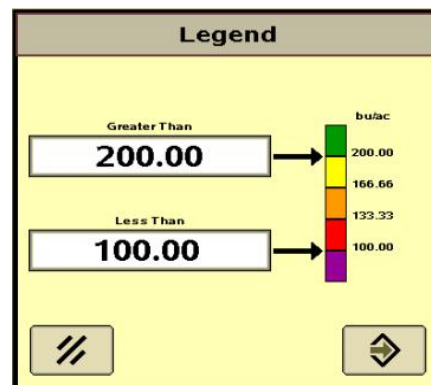 Legend
bu/ac
Greater Than
200.00
200.00
166.66
133.33
Less Than
100.00
100.00